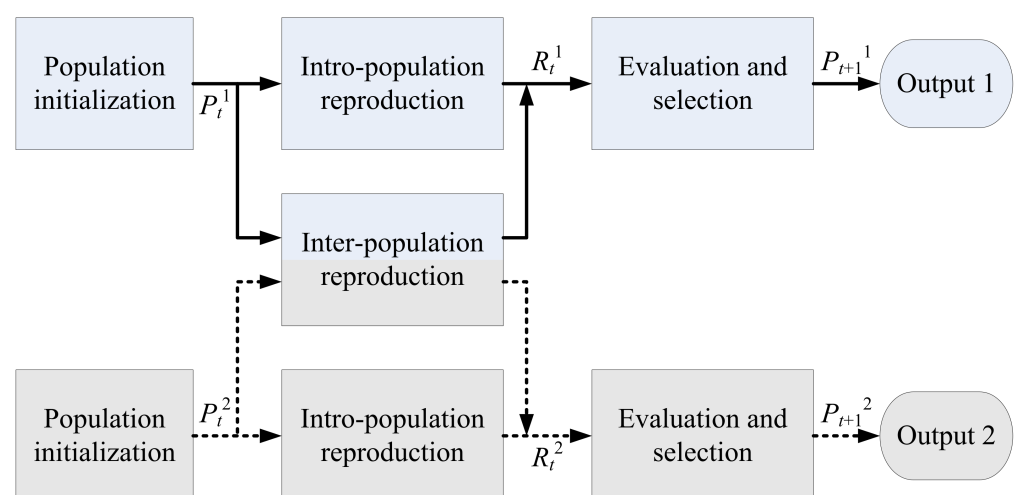 Population
initialization
P_t^1
Intro-population
reproduction
R_t^1
Evaluation and
selection
P_{t+1}^1
Output 1
Inter-population
reproduction
Population
initialization
P_t^2
Intro-population
reproduction
R_t^2
Evaluation and
selection
P_{t+1}^2
Output 2